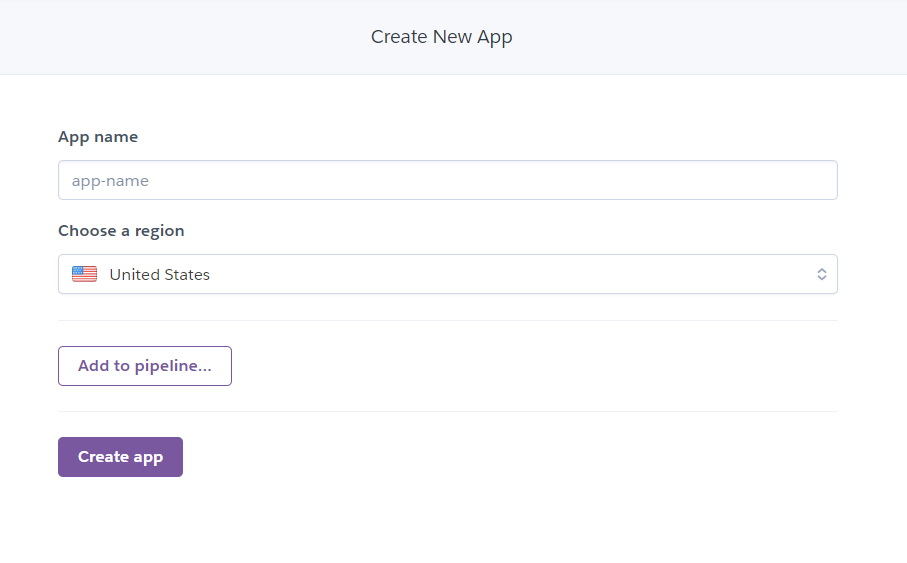 Create New App
App name
app-name
Choose a region
United States
Add to pipeline...
Create app